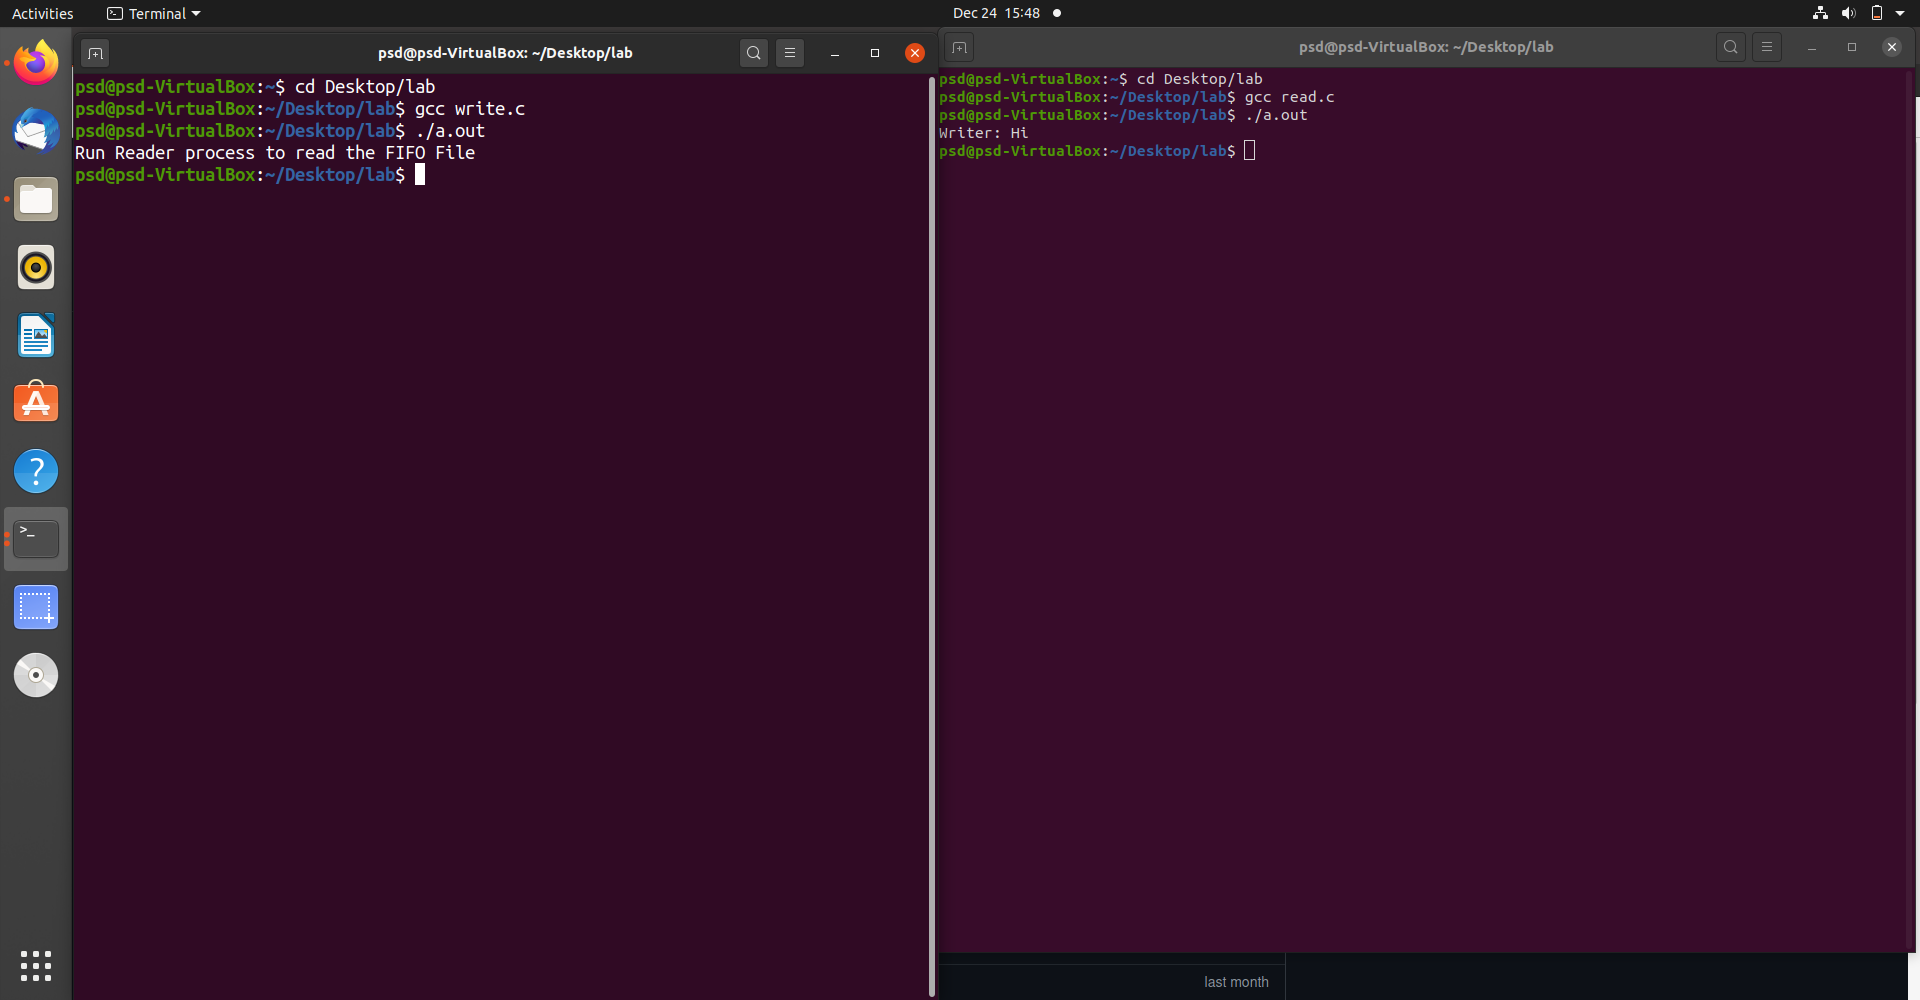 Activities
Terminal
Dec 24 15:48
psd@psd-VirtualBox: ~/Desktop/lab
psd@psd-VirtualBox:~$ cd Desktop/lab
psd@psd-VirtualBox:~/Desktop/lab$ gcc write.c
psd@psd-VirtualBox:~/Desktop/lab$ ./a.out
Run Reader process to read the FIFO File
psd@psd-VirtualBox:~/Desktop/lab$
psd@psd-VirtualBox: ~/Desktop/lab
psd@psd-VirtualBox:~$ cd Desktop/lab
psd@psd-VirtualBox:~/Desktop/lab$ gcc read.c
psd@psd-VirtualBox:~/Desktop/lab$ ./a.out
Writer: Hi
psd@psd-VirtualBox:~/Desktop/lab$
last month